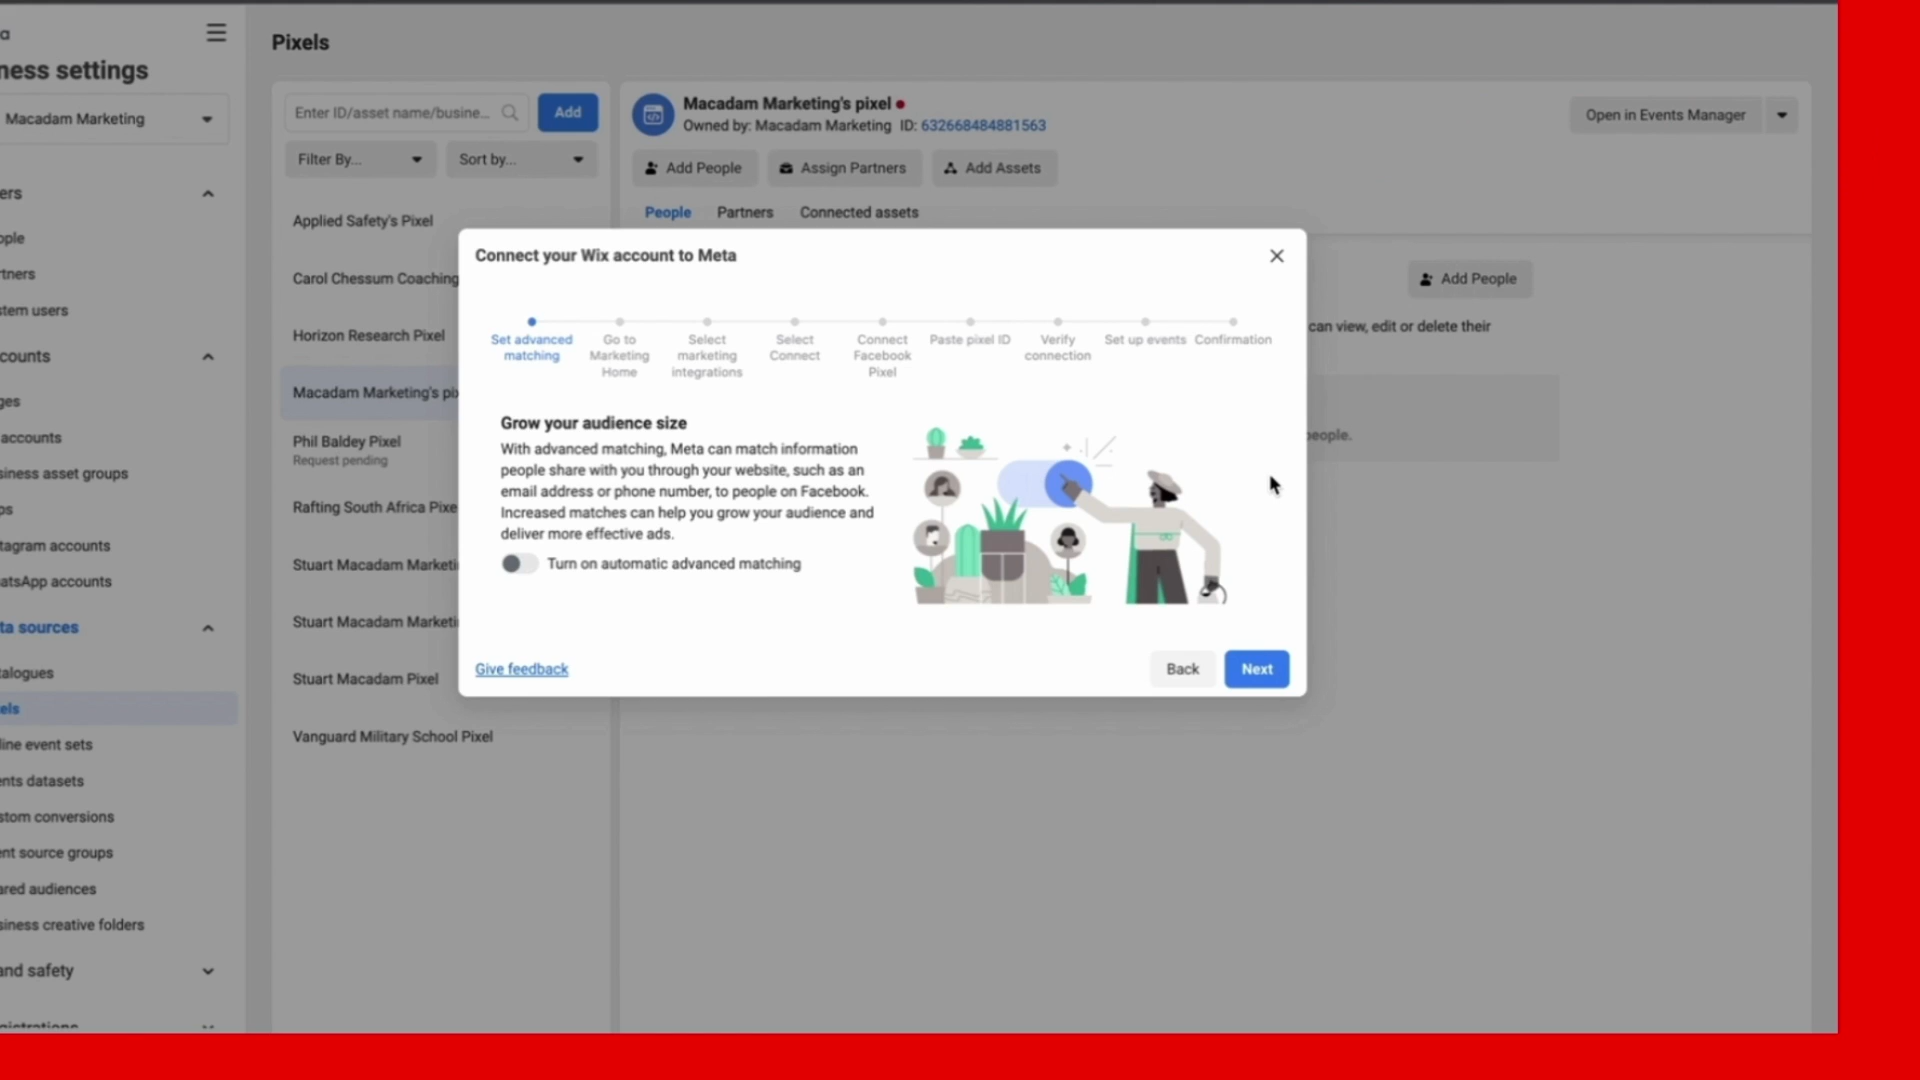 a
ness settings
Macadam Marketing
ers
ople
rtners
stem users
counts
ges
accounts
siness asset groups
ps
tagram accounts
atsApp accounts
ta sources
talogues
els
line event sets
ents datasets
stom conversions
ent source groups
ared audiences
siness creative folders
and safety
gistrations
Pixels
Enter ID/asset name/busine...
Add
Filter By...
Sort by...
Applied Safety's Pixel
Carol Chessum Coaching
Horizon Research Pixel
Macadam Marketing's pix
Phil Baldey Pixel
Request pending
Rafting South Africa Pixe
Stuart Macadam Marketi
Stuart Macadam Marketi
Stuart Macadam Pixel
Vanguard Military School Pixel
Macadam Marketing's pixel
Owned by: Macadam Marketing ID: 632668484881563
Open in Events Manager
Add People
Assign Partners
Add Assets
People
Partners
Connected assets
Add People
can view, edit or delete their
people.
Connect your Wix account to Meta
Set advanced
matching
Go to
Marketing
Home
Select
marketing
integrations
Select
Connect
Connect
Facebook
Pixel
Paste pixel ID
Verify
connection
Set up events
Confirmation
Grow your audience size
With advanced matching, Meta can match information
people share with you through your website, such as an
email address or phone number, to people on Facebook.
Increased matches can help you grow your audience and
deliver more effective ads.
Turn on automatic advanced matching
Give feedback
Back
Next